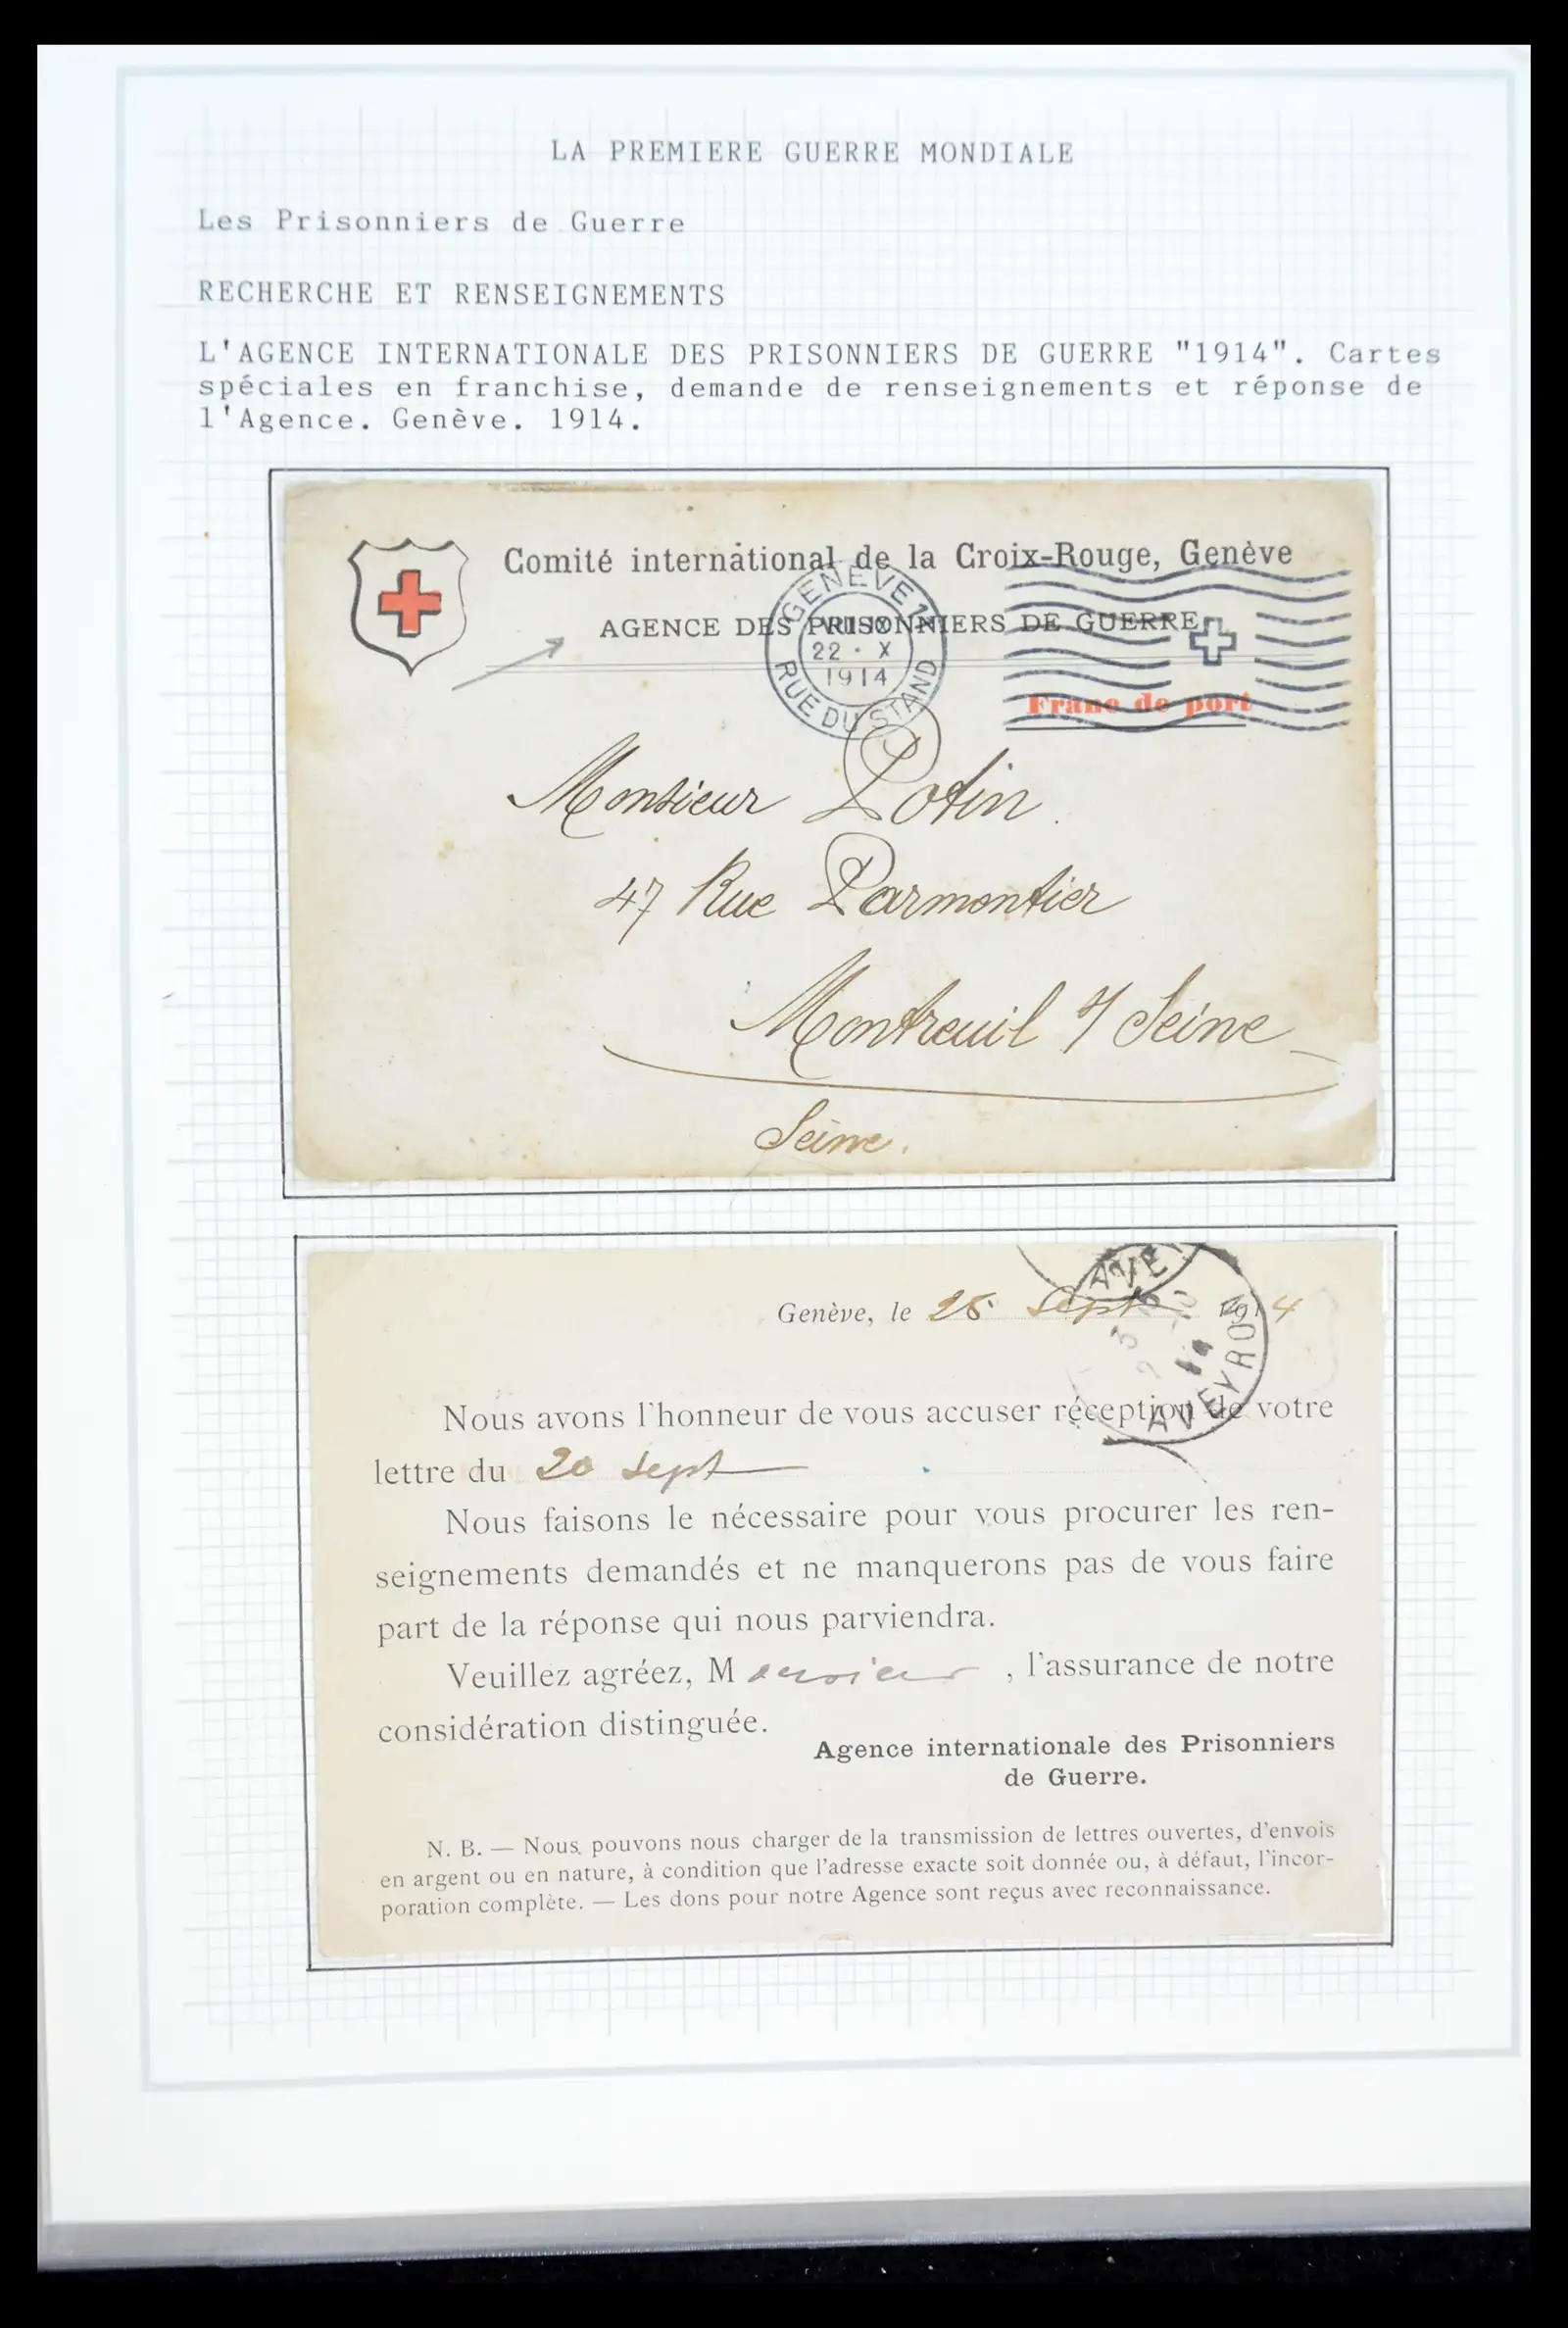 LA PREMIERE GUERRE MONDIALE
Les Prisonniers de Guerre
RECHERCHE ET RENSEIGNEMENTS
L'AGENCE INTERNATIONALE DES PRISONNIERS DE GUERRE "1914". Cartes
spéciales en franchise, demande de renseignements et réponse de
l'Agence. Genève. 1914.
Comité international de la Croix-Rouge, Genève
AGENCE DES PRISONNIERS DE GUERRE
GENÈVE 1
22 · X
1914
RUE DU STAND
Franc de port
Monsieur Potin.
47 Rue Parmentier
Montreuil s/ Seine
Seine.
Genève, le 28 Sept 1914
AVE
AVEYRON
Nous avons l'honneur de vous accuser réception de votre
lettre du 20 sept
Nous faisons le nécessaire pour vous procurer les ren-
seignements demandés et ne manquerons pas de vous faire
part de la réponse qui nous parviendra.
Veuillez agréez, Monsieur, l'assurance de notre
considération distinguée.
Agence internationale des Prisonniers
de Guerre.
N. B. — Nous pouvons nous charger de la transmission de lettres ouvertes, d'envois
en argent ou en nature, à condition que l'adresse exacte soit donnée ou, à défaut, l'incor-
poration complète. — Les dons pour notre Agence sont reçus avec reconnaissance.